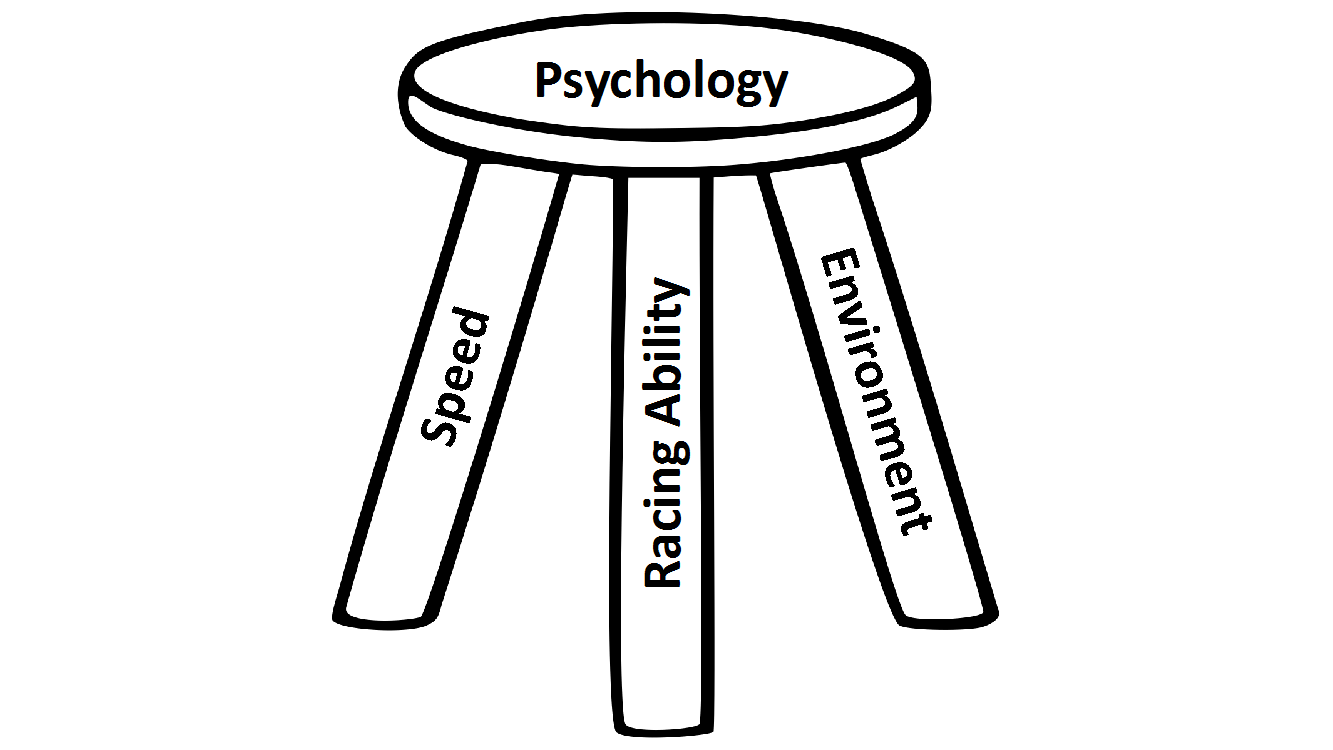 Psychology
Speed
Racing Ability
Environment